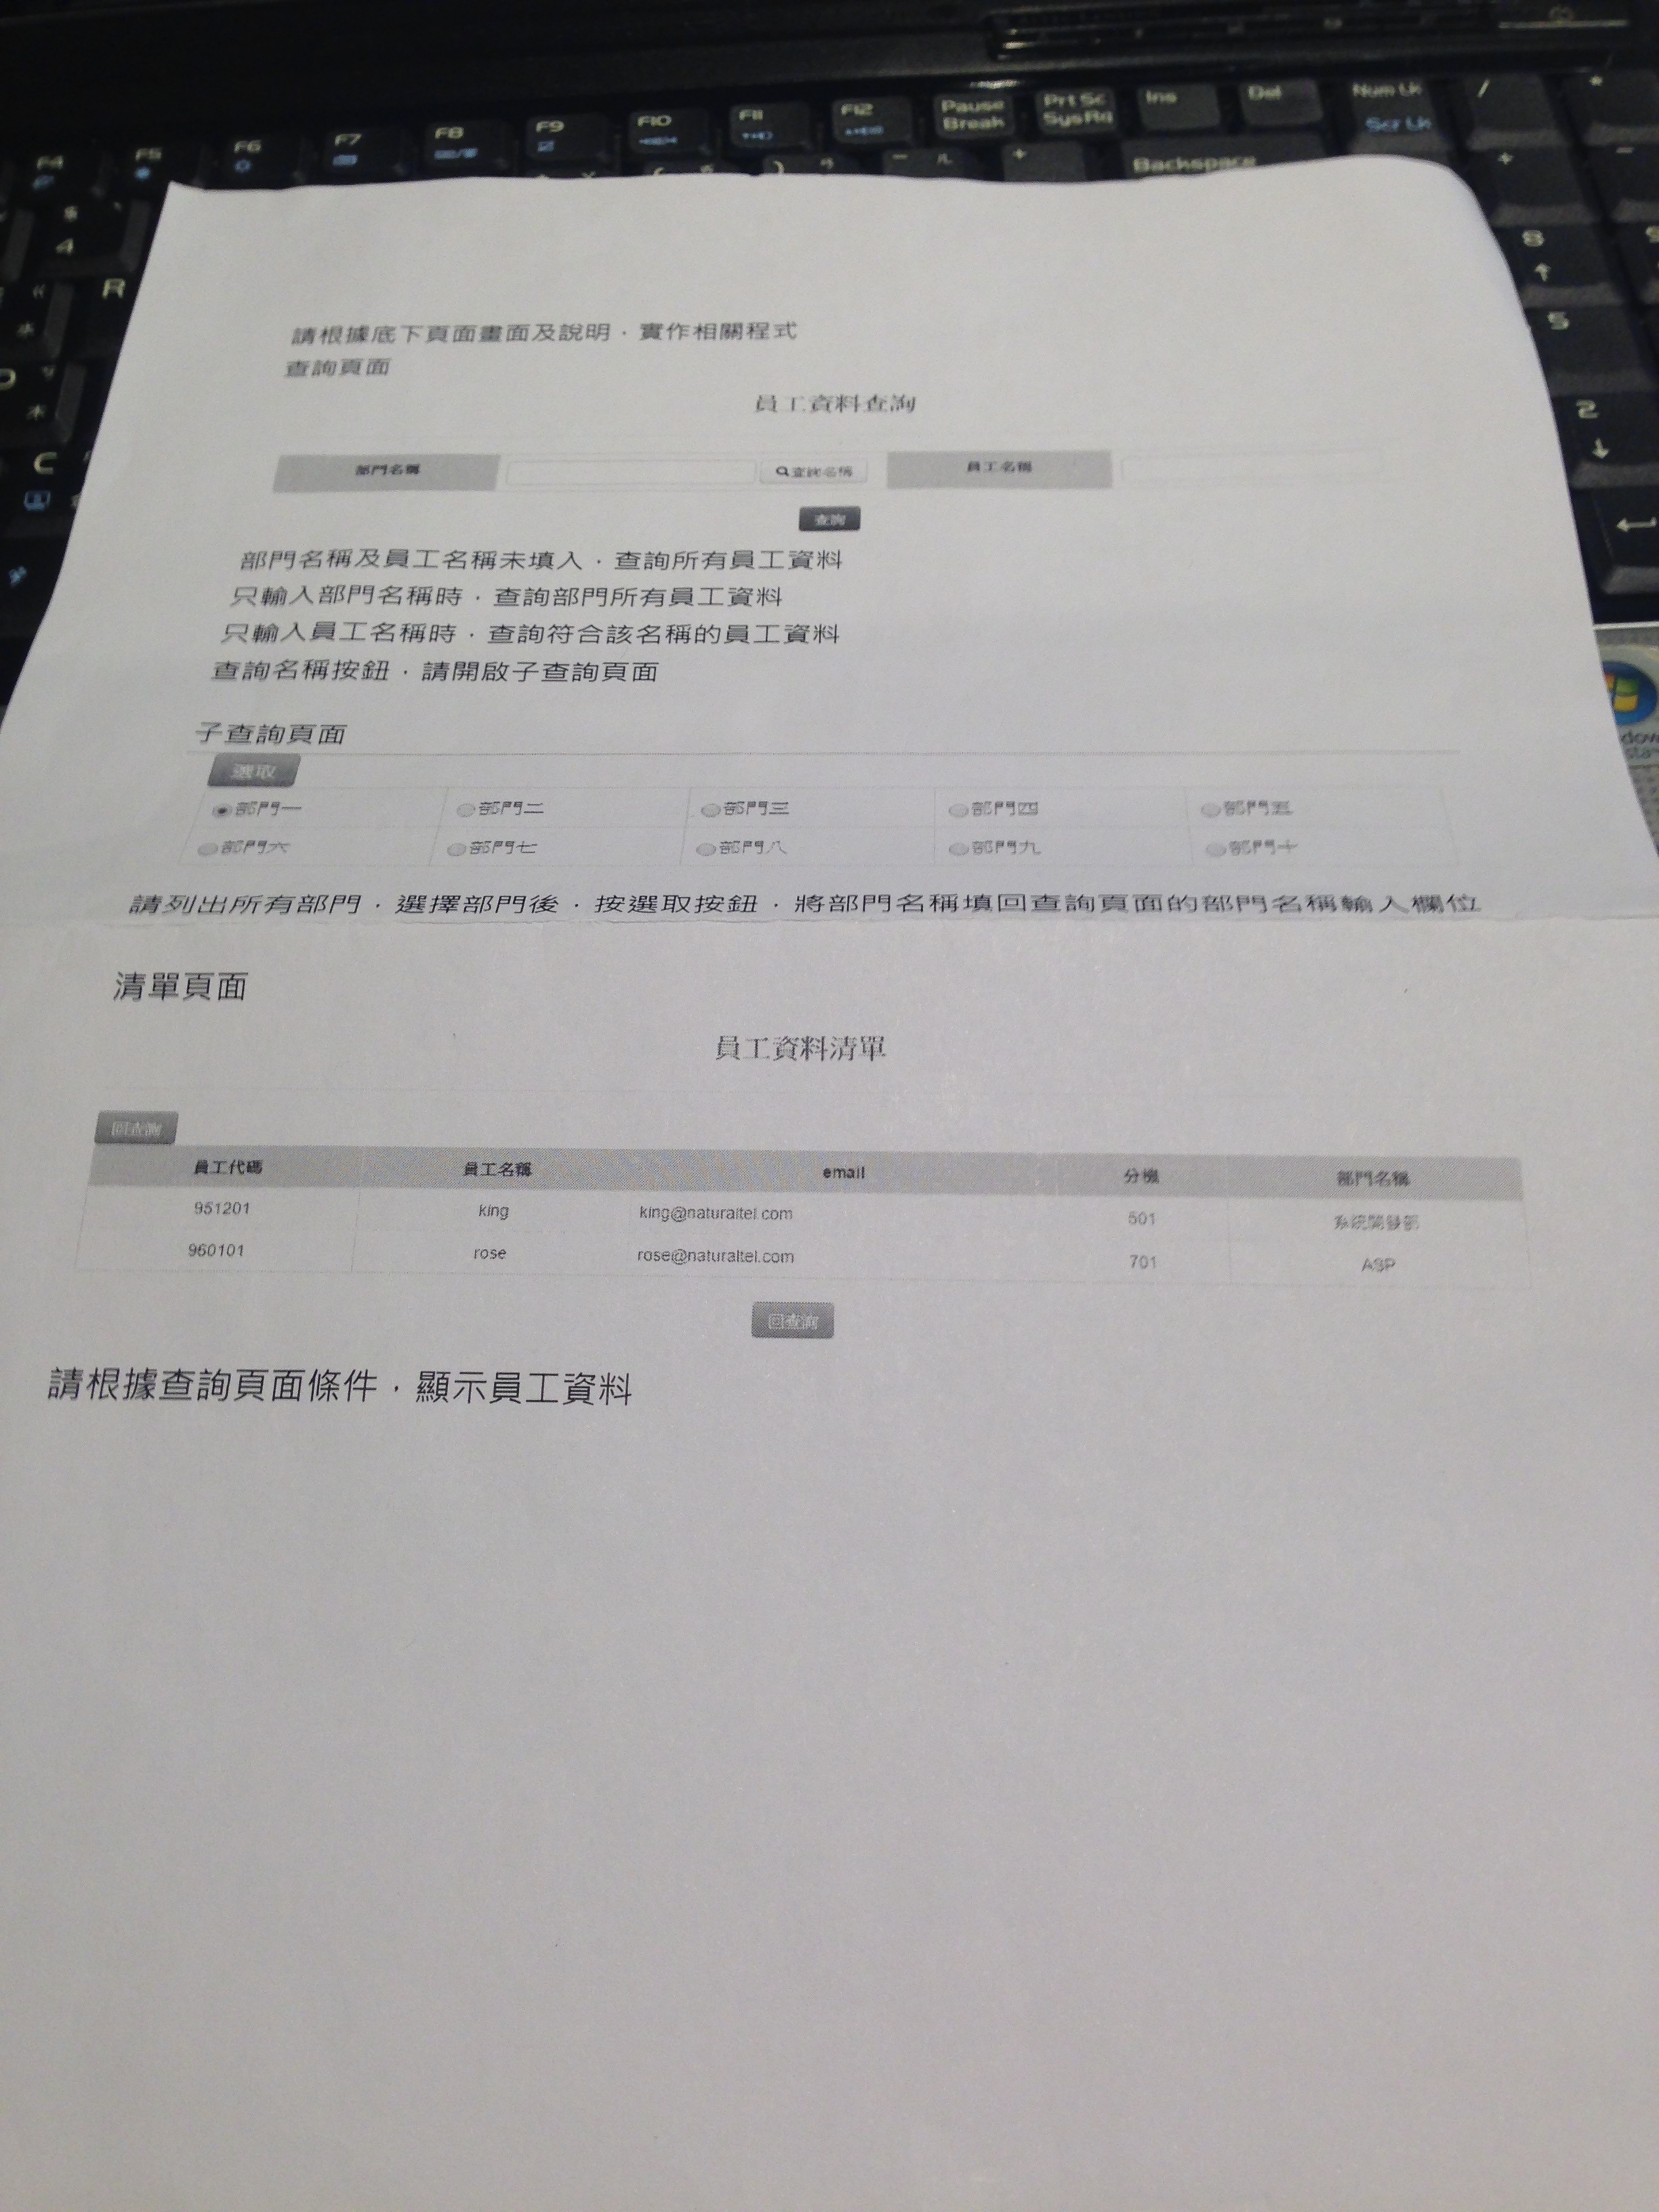 F4 F5 F6 F7 F8 F9 F10 F11 F12 Pause Break Prt Sc SysRq Ins Del Num Lk Scr Lk / *
Backspace + -
$ 4 R 8 5 2 C
請根據底下頁面畫面及說明，實作相關程式
查詢頁面
員工資料查詢
部門名稱 查詢名稱 員工名稱
查詢
部門名稱及員工名稱未填入，查詢所有員工資料
只輸入部門名稱時，查詢部門所有員工資料
只輸入員工名稱時，查詢符合該名稱的員工資料
查詢名稱按鈕，請開啟子查詢頁面
子查詢頁面
選取
部門一 部門二 部門三 部門四 部門五
部門六 部門七 部門八 部門九 部門十
請列出所有部門，選擇部門後，按選取按鈕，將部門名稱填回查詢頁面的部門名稱輸入欄位
清單頁面
員工資料清單
回查詢
員工代碼 員工名稱 email 分機 部門名稱
951201 king king@naturaltel.com 501 系統開發部
960101 rose rose@naturaltel.com 701 ASP
回查詢
請根據查詢頁面條件，顯示員工資料